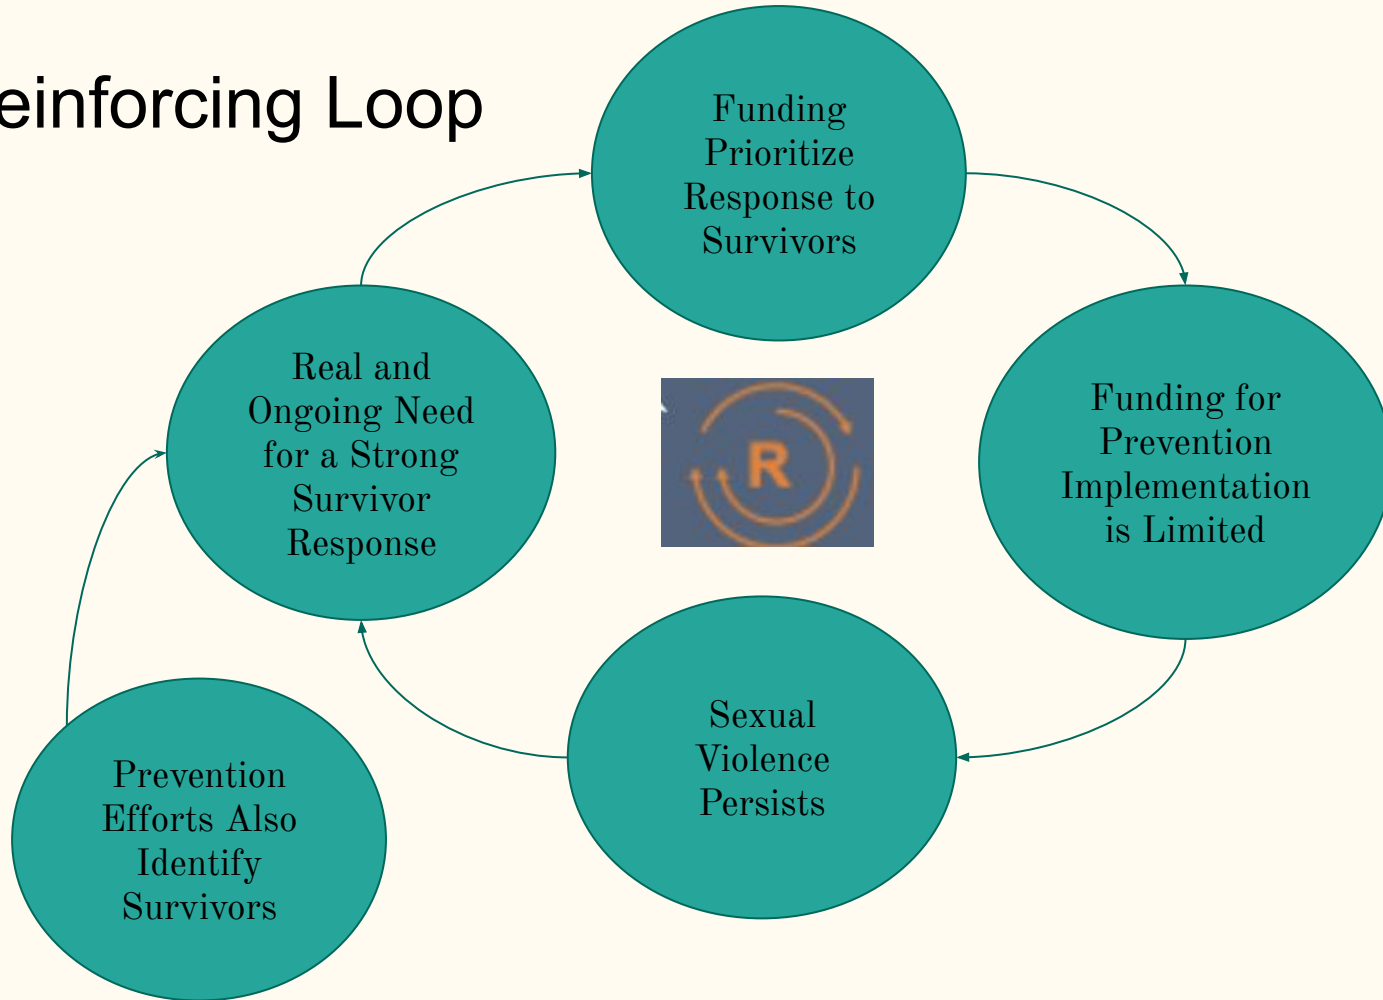 einforcing Loop
Funding
Prioritize
Response to
Survivors
Real and
Ongoing Need
for a Strong
Survivor
Response
Funding for
Prevention
Implementation
is Limited
R
Sexual
Violence
Persists
Prevention
Efforts Also
Identify
Survivors